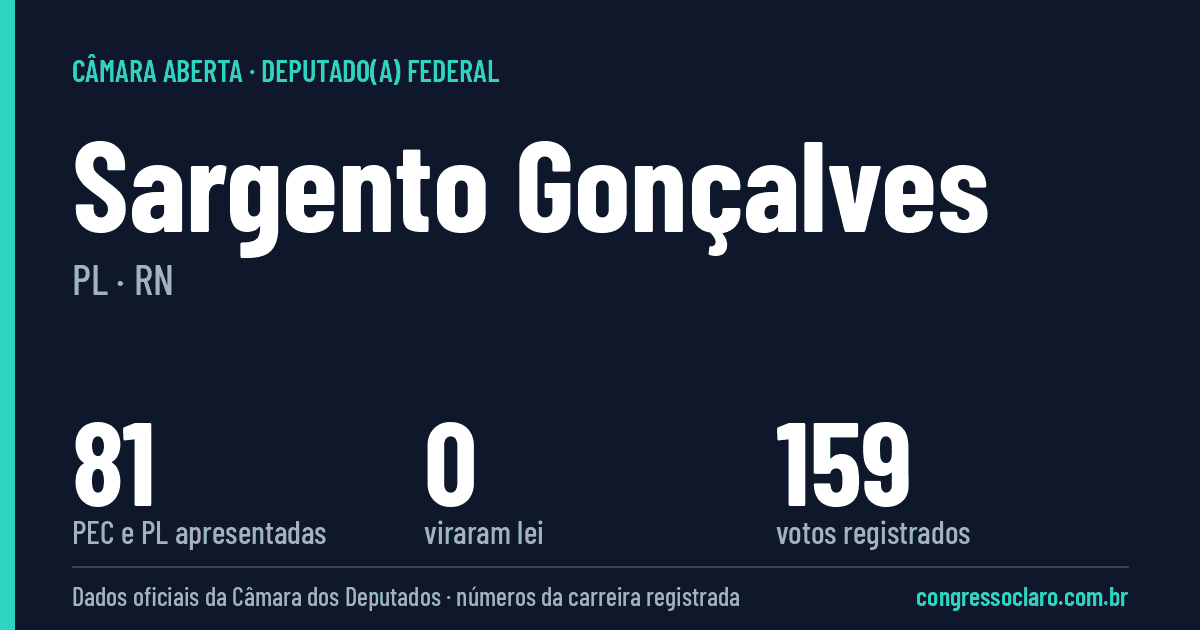 CÂMARA ABERTA · DEPUTADO(A) FEDERAL
Sargento Gonçalves
PL · RN
81 0 159
PEC e PL apresentadas viraram lei votos registrados
Dados oficiais da Câmara dos Deputados · números da carreira registrada congressoclaro.com.br